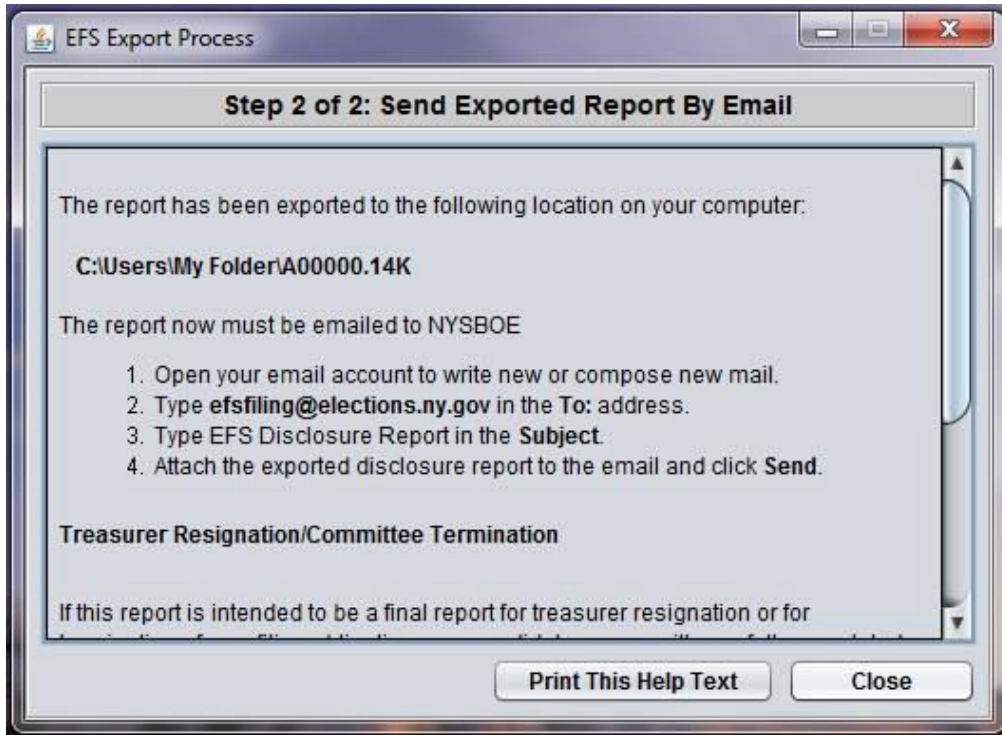 EFS Export Process
Step 2 of 2: Send Exported Report By Email
The report has been exported to the following location on your computer:
C:\Users\My Folder\A00000.14K
The report now must be emailed to NYSBOE
1. Open your email account to write new or compose new mail.
2. Type efsfiling@elections.ny.gov in the To: address.
3. Type EFS Disclosure Report in the Subject.
4. Attach the exported disclosure report to the email and click Send.
Treasurer Resignation/Committee Termination
If this report is intended to be a final report for treasurer resignation or for
Print This Help Text
Close